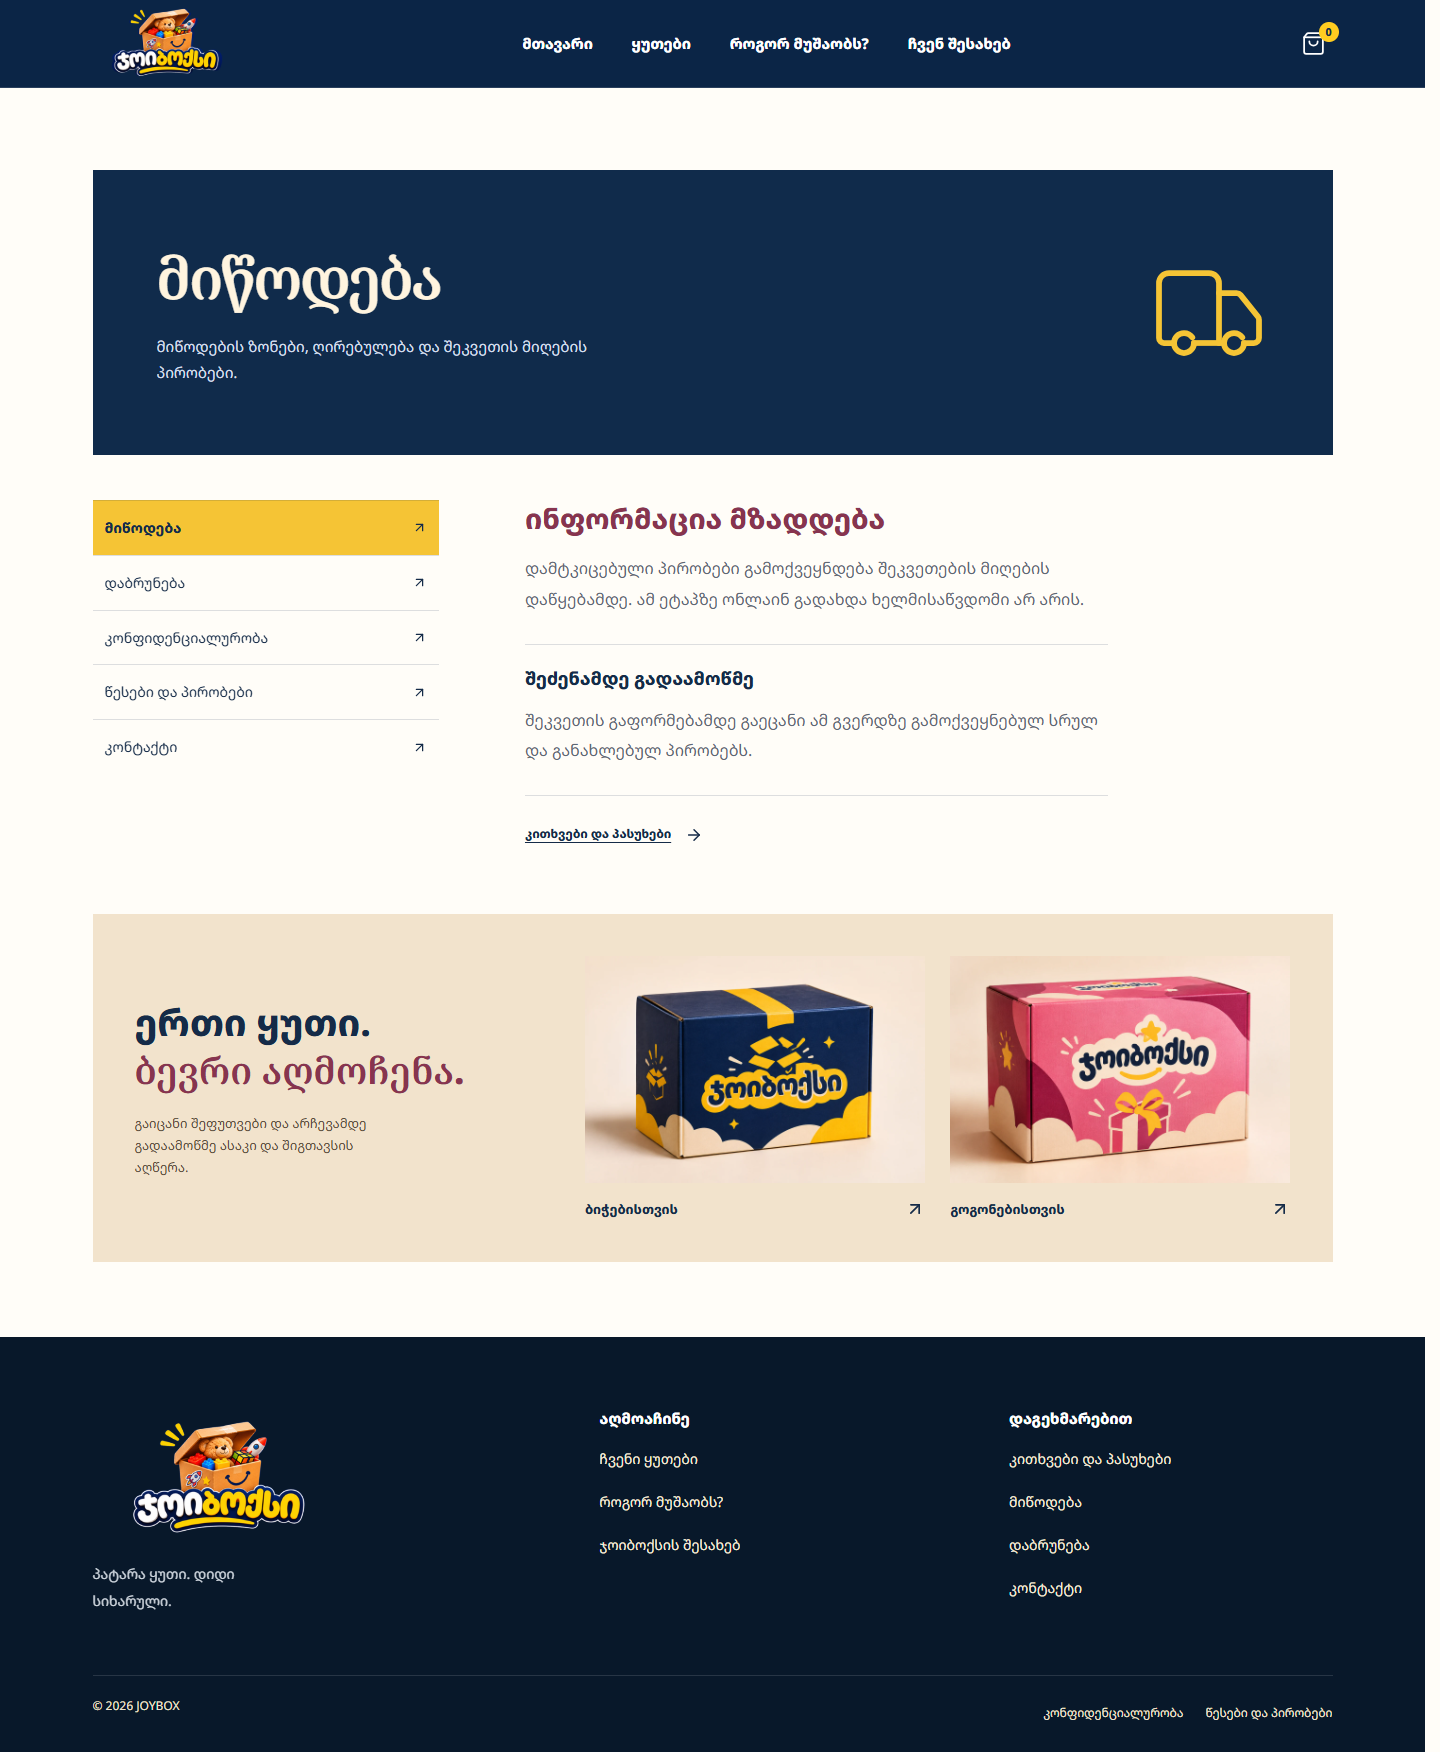 ჯოიბოქსი
მთავარი
ყუთები
როგორ მუშაობს?
ჩვენ შესახებ
0
მიწოდება
მიწოდების ზონები, ღირებულება და შეკვეთის მიღების
პირობები.
მიწოდება
დაბრუნება
კონფიდენციალურობა
წესები და პირობები
კონტაქტი
ინფორმაცია მზადდება
დამტკიცებული პირობები გამოქვეყნდება შეკვეთების მიღების
დაწყებამდე. ამ ეტაპზე ონლაინ გადახდა ხელმისაწვდომი არ არის.
შეძენამდე გადაამოწმე
შეკვეთის გაფორმებამდე გაეცანი ამ გვერდზე გამოქვეყნებულ სრულ
და განახლებულ პირობებს.
კითხვები და პასუხები
ერთი ყუთი.
ბევრი აღმოჩენა.
გაიცანი შეფუთვები და არჩევამდე
გადაამოწმე ასაკი და შიგთავსის
აღწერა.
ჯოიბოქსი
ბიჭებისთვის
ჯოიბოქსი
ჯოიბოქსი
გოგონებისთვის
ჯოიბოქსი
პატარა ყუთი. დიდი
სიხარული.
აღმოაჩინე
ჩვენი ყუთები
როგორ მუშაობს?
ჯოიბოქსის შესახებ
დაგეხმარებით
კითხვები და პასუხები
მიწოდება
დაბრუნება
კონტაქტი
© 2026 JOYBOX
კონფიდენციალურობა
წესები და პირობები